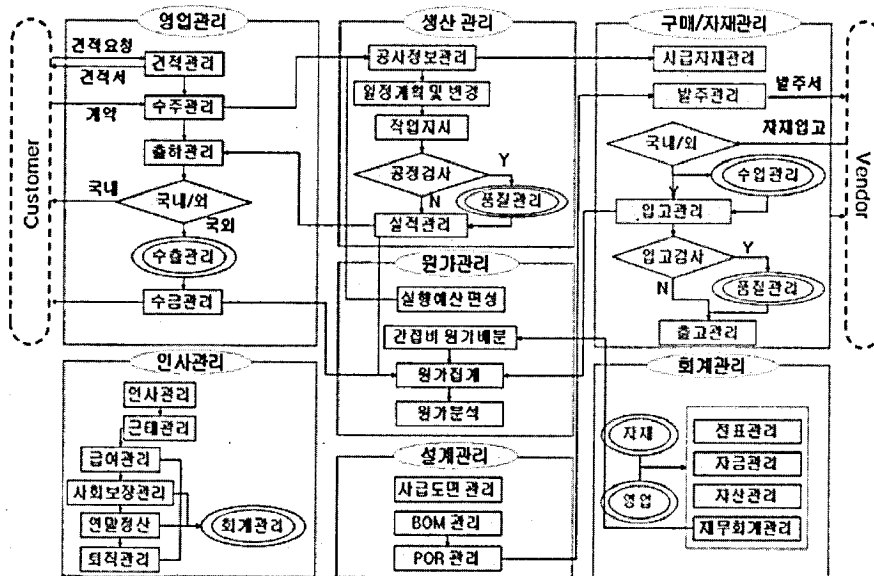 영업관리
생산 관리
구매/자재관리
Customer
견적요청
견적서
계약
국내
견적관리
수주관리
출하관리
국내/외
국외
수출관리
수금관리
공사정보관리
일정계획 및 변경
작업지시
공정검사
Y
N
품질관리
실적관리
시급자재관리
발주관리
발주서
자재입고
국내/외
수입관리
Y
입고관리
입고검사
Y
N
품질관리
출고관리
Vendor
원가관리
실행예산 편성
간접비 원가배분
원가집계
원가분석
인사관리
인사관리
근태관리
급여관리
사회보장관리
연말정산
퇴직관리
회계관리
설계관리
사급도면 관리
BOM 관리
POR 관리
회계관리
자재
영업
전표관리
자금관리
자산관리
재무회계관리